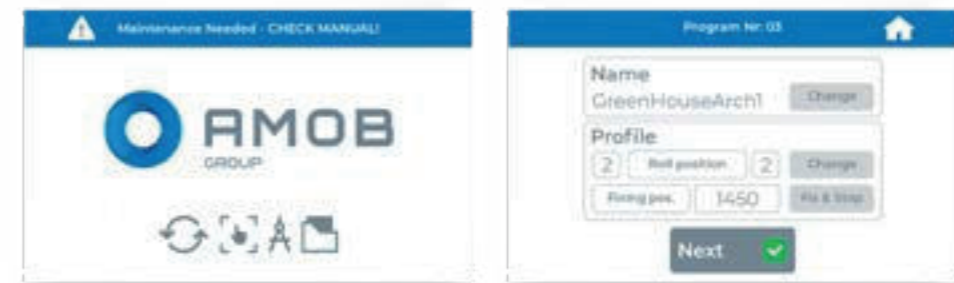 Maintenance Needed - CHECK MANUAL!
AMOB
GROUP
Program Nr: 03
Name
GreenHouseArch1 Change
Profile
2 Roll position 2 Change
Fixing pos. 1450 Fix & Stop
Next